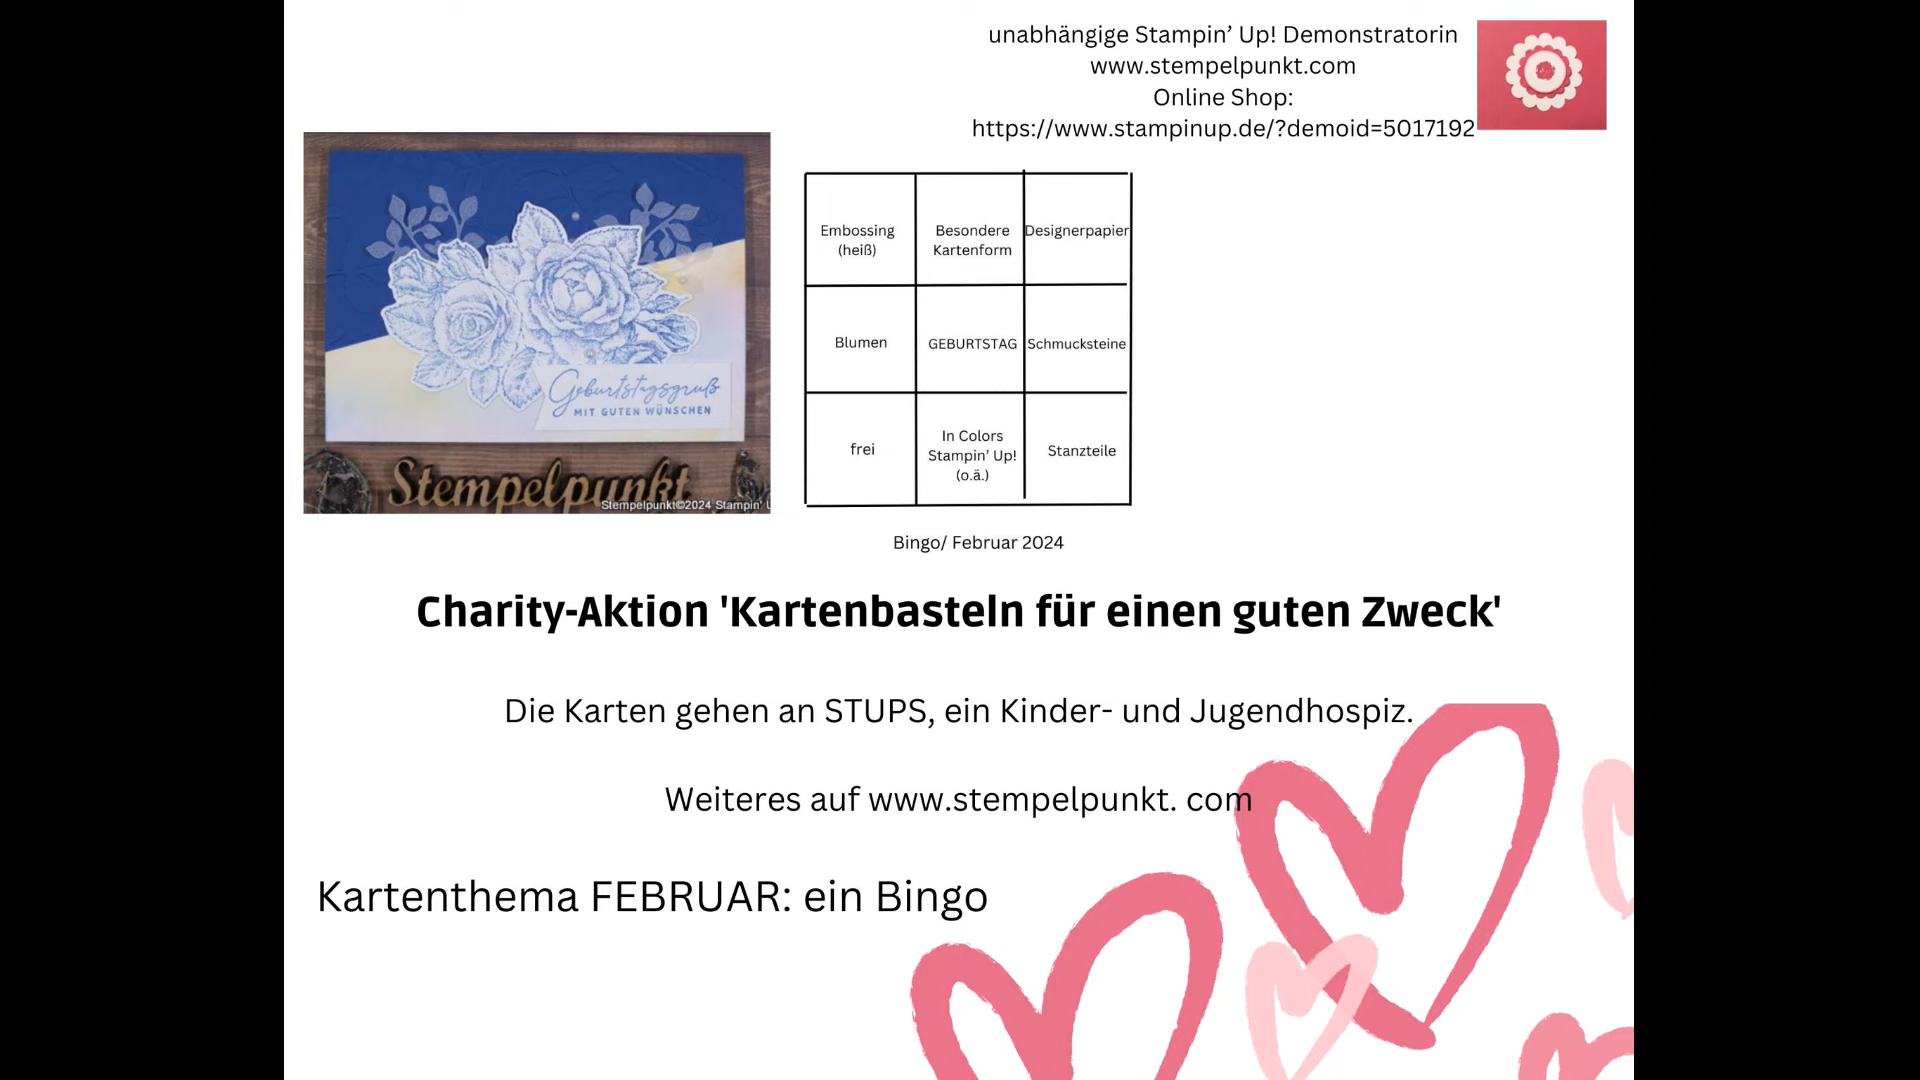 unabhängige Stampin’ Up! Demonstratorin
www.stempelpunkt.com
Online Shop:
https://www.stampinup.de/?demoid=5017192
Geburtstagsgruß
MIT GUTEN WÜNSCHEN
Stempelpunkt
Stempelpunkt©2024 Stampin' U
Embossing
(heiß)
Besondere
Kartenform
Designerpapier
Blumen
GEBURTSTAG
Schmucksteine
frei
In Colors
Stampin’ Up!
(o.ä.)
Stanzteile
Bingo/ Februar 2024
Charity-Aktion 'Kartenbasteln für einen guten Zweck'
Die Karten gehen an STUPS, ein Kinder- und Jugendhospiz.
Weiteres auf www.stempelpunkt. com
Kartenthema FEBRUAR: ein Bingo